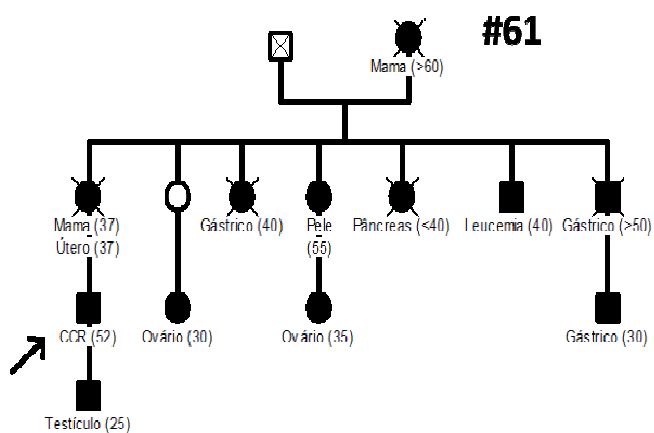 #61
Mama (>60)
Mama (37)
Útero (37)
Gástrico (40)
Pele
(55)
Pâncreas (<40)
Leucemia (40)
Gástrico (>50)
CCR (52)
Ovário (30)
Ovário (35)
Gástrico (30)
Testículo (25)